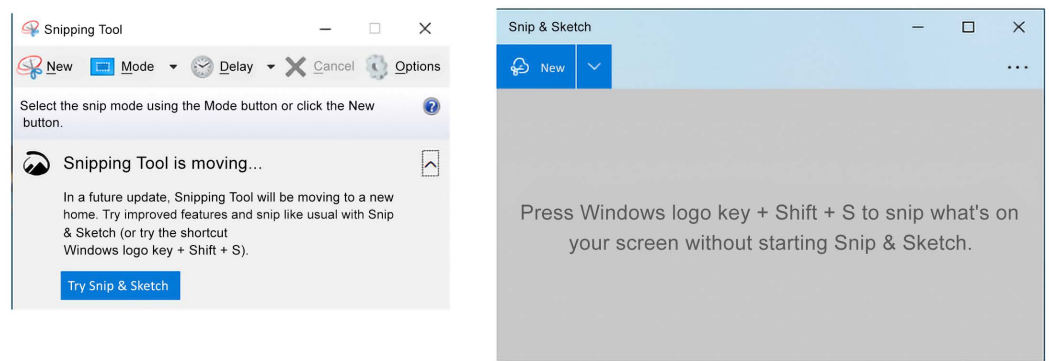 Snipping Tool
New Mode Delay Cancel Options
Select the snip mode using the Mode button or click the New
button.
Snipping Tool is moving...
In a future update, Snipping Tool will be moving to a new
home. Try improved features and snip like usual with Snip
& Sketch (or try the shortcut
Windows logo key + Shift + S).
Try Snip & Sketch
Snip & Sketch
New
Press Windows logo key + Shift + S to snip what's on
your screen without starting Snip & Sketch.